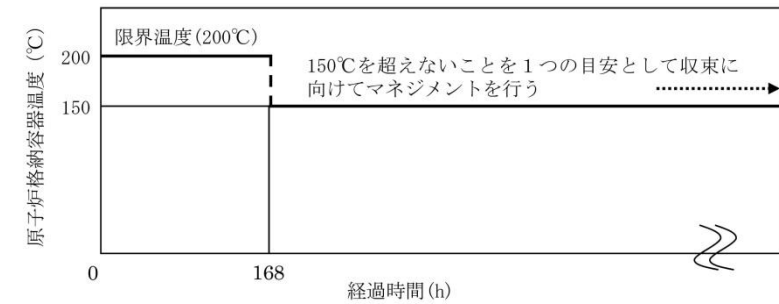 原子炉格納容器温度 (℃)
限界温度(200℃)
200
150℃を超えないことを１つの目安として収束に
向けてマネジメントを行う
150
0
168
経過時間(h)